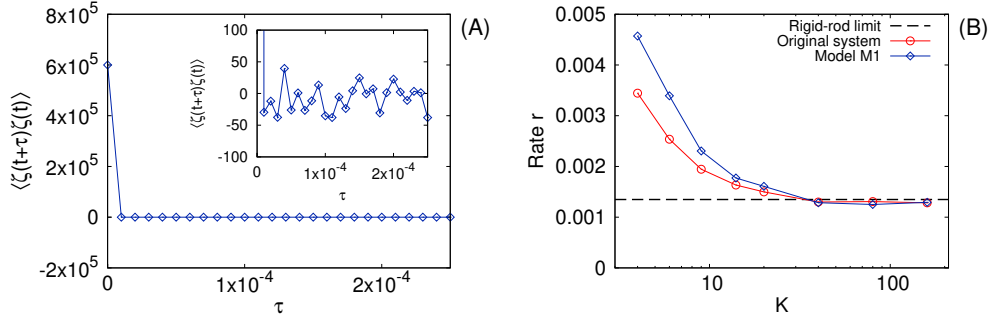 (A)
⟨ζ(t+τ)ζ(t)⟩
8x10^5
6x10^5
4x10^5
2x10^5
0
-2x10^5
0
1x10^-4
2x10^-4
τ
⟨ζ(t+τ)ζ(t)⟩
100
50
0
-50
-100
0
1x10^-4
2x10^-4
τ
(B)
Rate r
0.005
0.004
0.003
0.002
0.001
0
10
100
K
Rigid-rod limit
Original system
Model M1